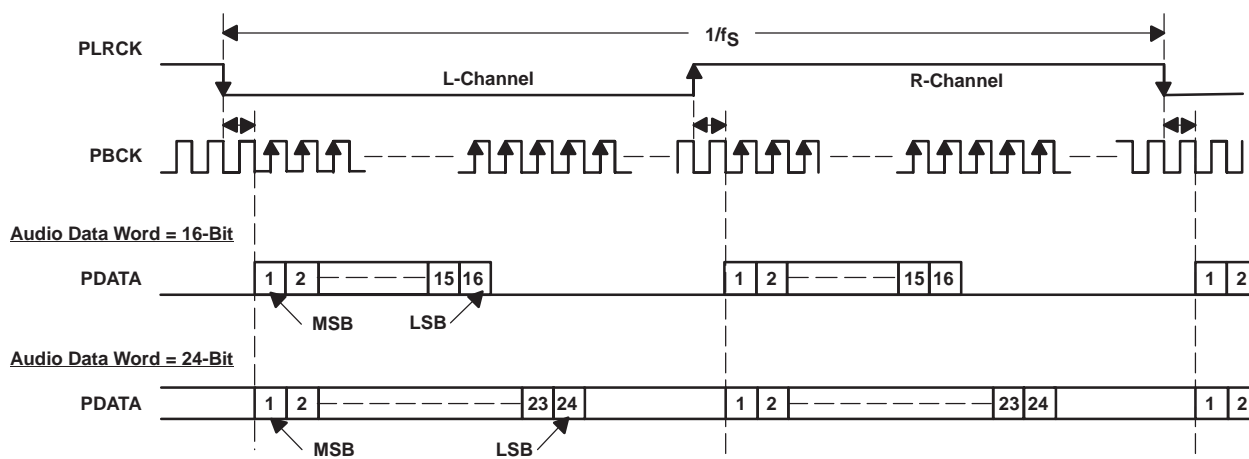 1/fS
PLRCK
L-Channel
R-Channel
PBCK
Audio Data Word = 16-Bit
PDATA 1 2 15 16 1 2 15 16 1 2
MSB LSB
Audio Data Word = 24-Bit
PDATA 1 2 23 24 1 2 23 24 1 2
MSB LSB